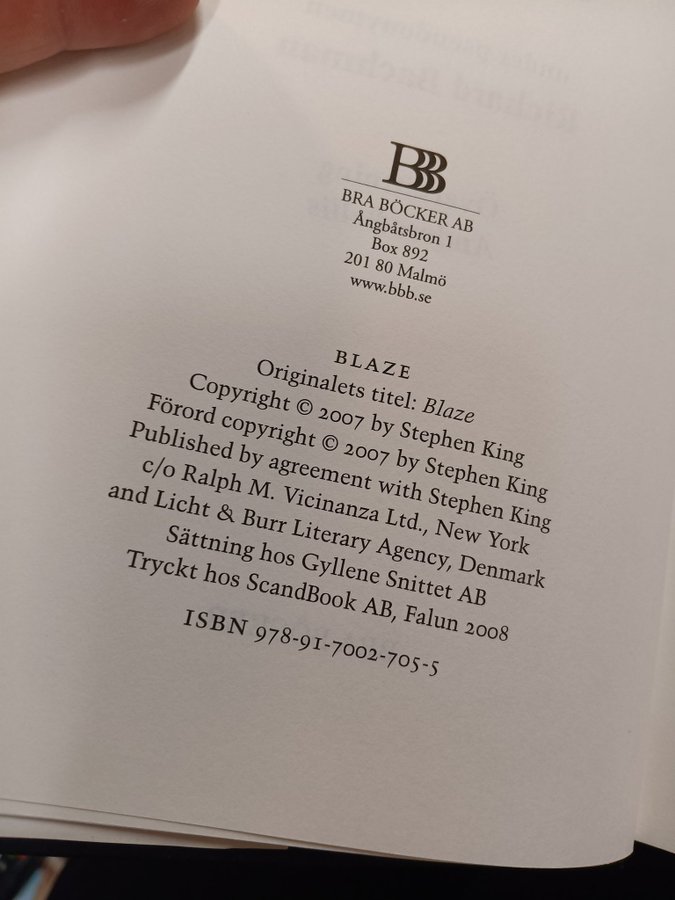 BBB
BRA BÖCKER AB
Ångbåtsbron 1
Box 892
201 80 Malmö
www.bbb.se
BLAZE
Originalets titel: Blaze
Copyright © 2007 by Stephen King
Förord copyright © 2007 by Stephen King
Published by agreement with Stephen King
c/o Ralph M. Vicinanza Ltd., New York
and Licht & Burr Literary Agency, Denmark
Sättning hos Gyllene Snittet AB
Tryckt hos ScandBook AB, Falun 2008
ISBN 978-91-7002-705-5